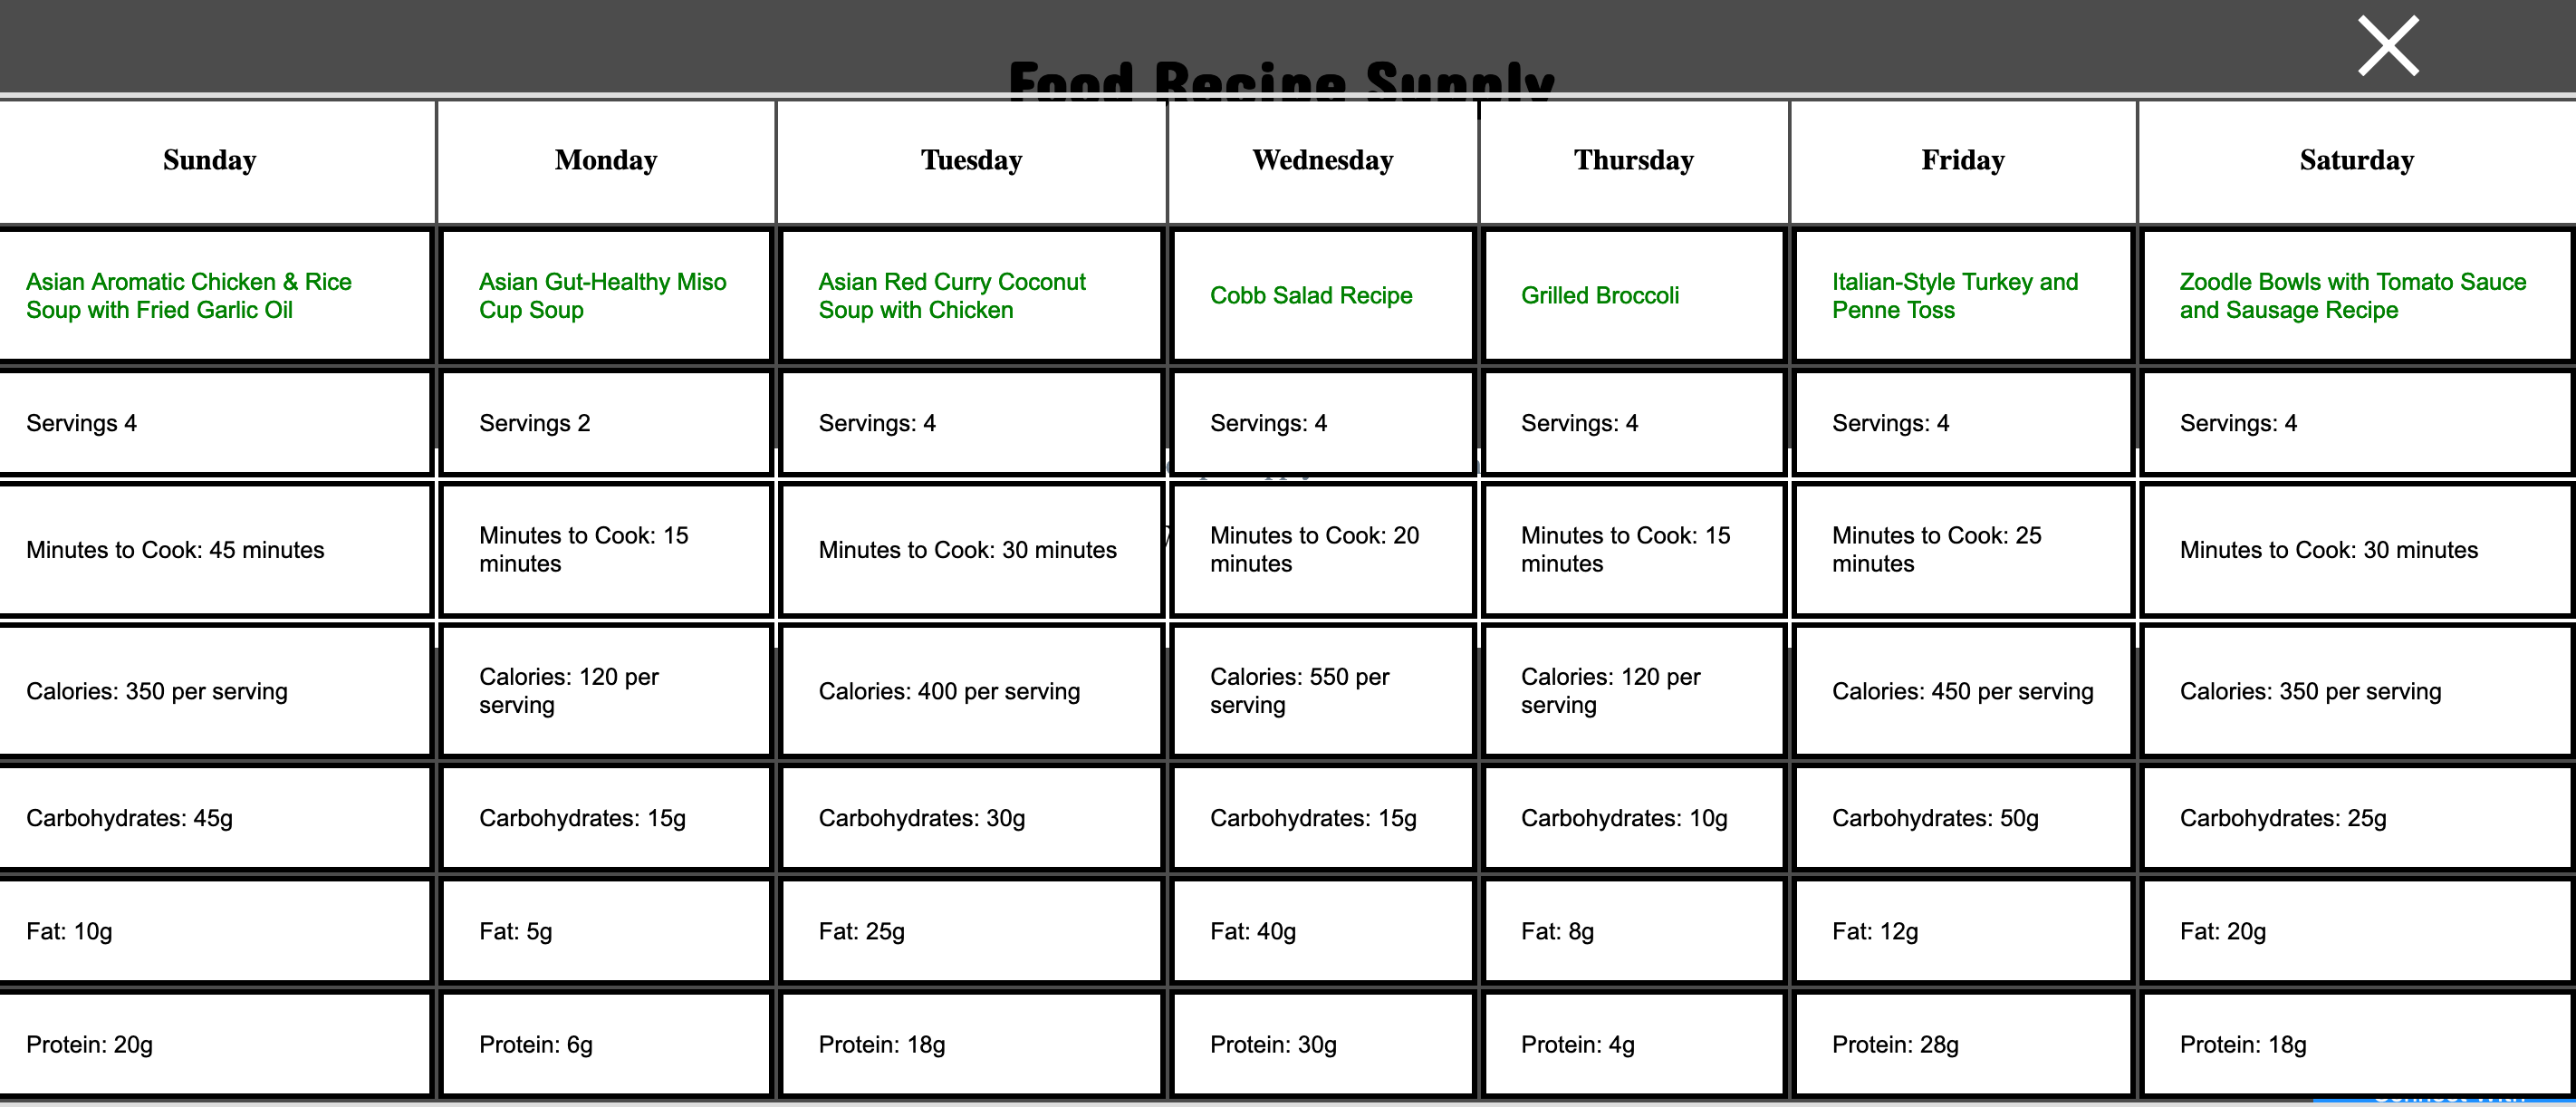 Food Recipe Supply
Sunday Monday Tuesday Wednesday Thursday Friday Saturday
Asian Aromatic Chicken & Rice
Soup with Fried Garlic Oil
Asian Gut-Healthy Miso
Cup Soup
Asian Red Curry Coconut
Soup with Chicken
Cobb Salad Recipe
Grilled Broccoli
Italian-Style Turkey and
Penne Toss
Zoodle Bowls with Tomato Sauce
and Sausage Recipe
Servings 4
Servings 2
Servings: 4
Servings: 4
Servings: 4
Servings: 4
Servings: 4
Minutes to Cook: 45 minutes
Minutes to Cook: 15
minutes
Minutes to Cook: 30 minutes
Minutes to Cook: 20
minutes
Minutes to Cook: 15
minutes
Minutes to Cook: 25
minutes
Minutes to Cook: 30 minutes
Calories: 350 per serving
Calories: 120 per
serving
Calories: 400 per serving
Calories: 550 per
serving
Calories: 120 per
serving
Calories: 450 per serving
Calories: 350 per serving
Carbohydrates: 45g
Carbohydrates: 15g
Carbohydrates: 30g
Carbohydrates: 15g
Carbohydrates: 10g
Carbohydrates: 50g
Carbohydrates: 25g
Fat: 10g
Fat: 5g
Fat: 25g
Fat: 40g
Fat: 8g
Fat: 12g
Fat: 20g
Protein: 20g
Protein: 6g
Protein: 18g
Protein: 30g
Protein: 4g
Protein: 28g
Protein: 18g